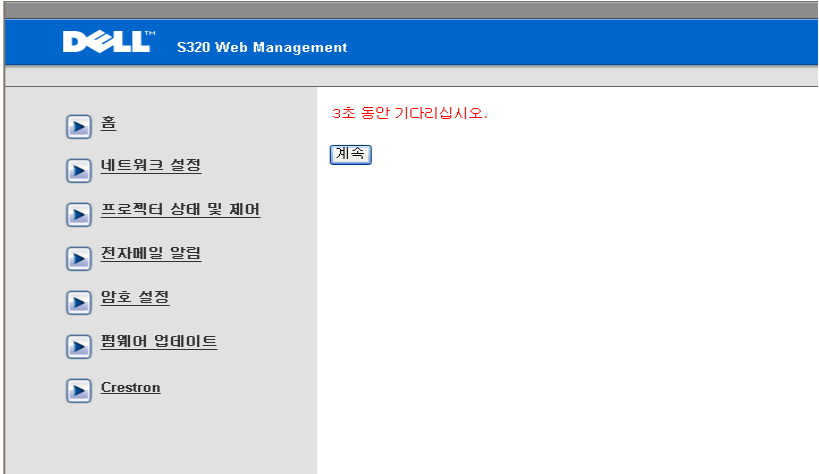 DELL™ S320 Web Management
홈
네트워크 설정
프로젝터 상태 및 제어
전자메일 알림
암호 설정
펌웨어 업데이트
Crestron
3초 동안 기다리십시오.
계속